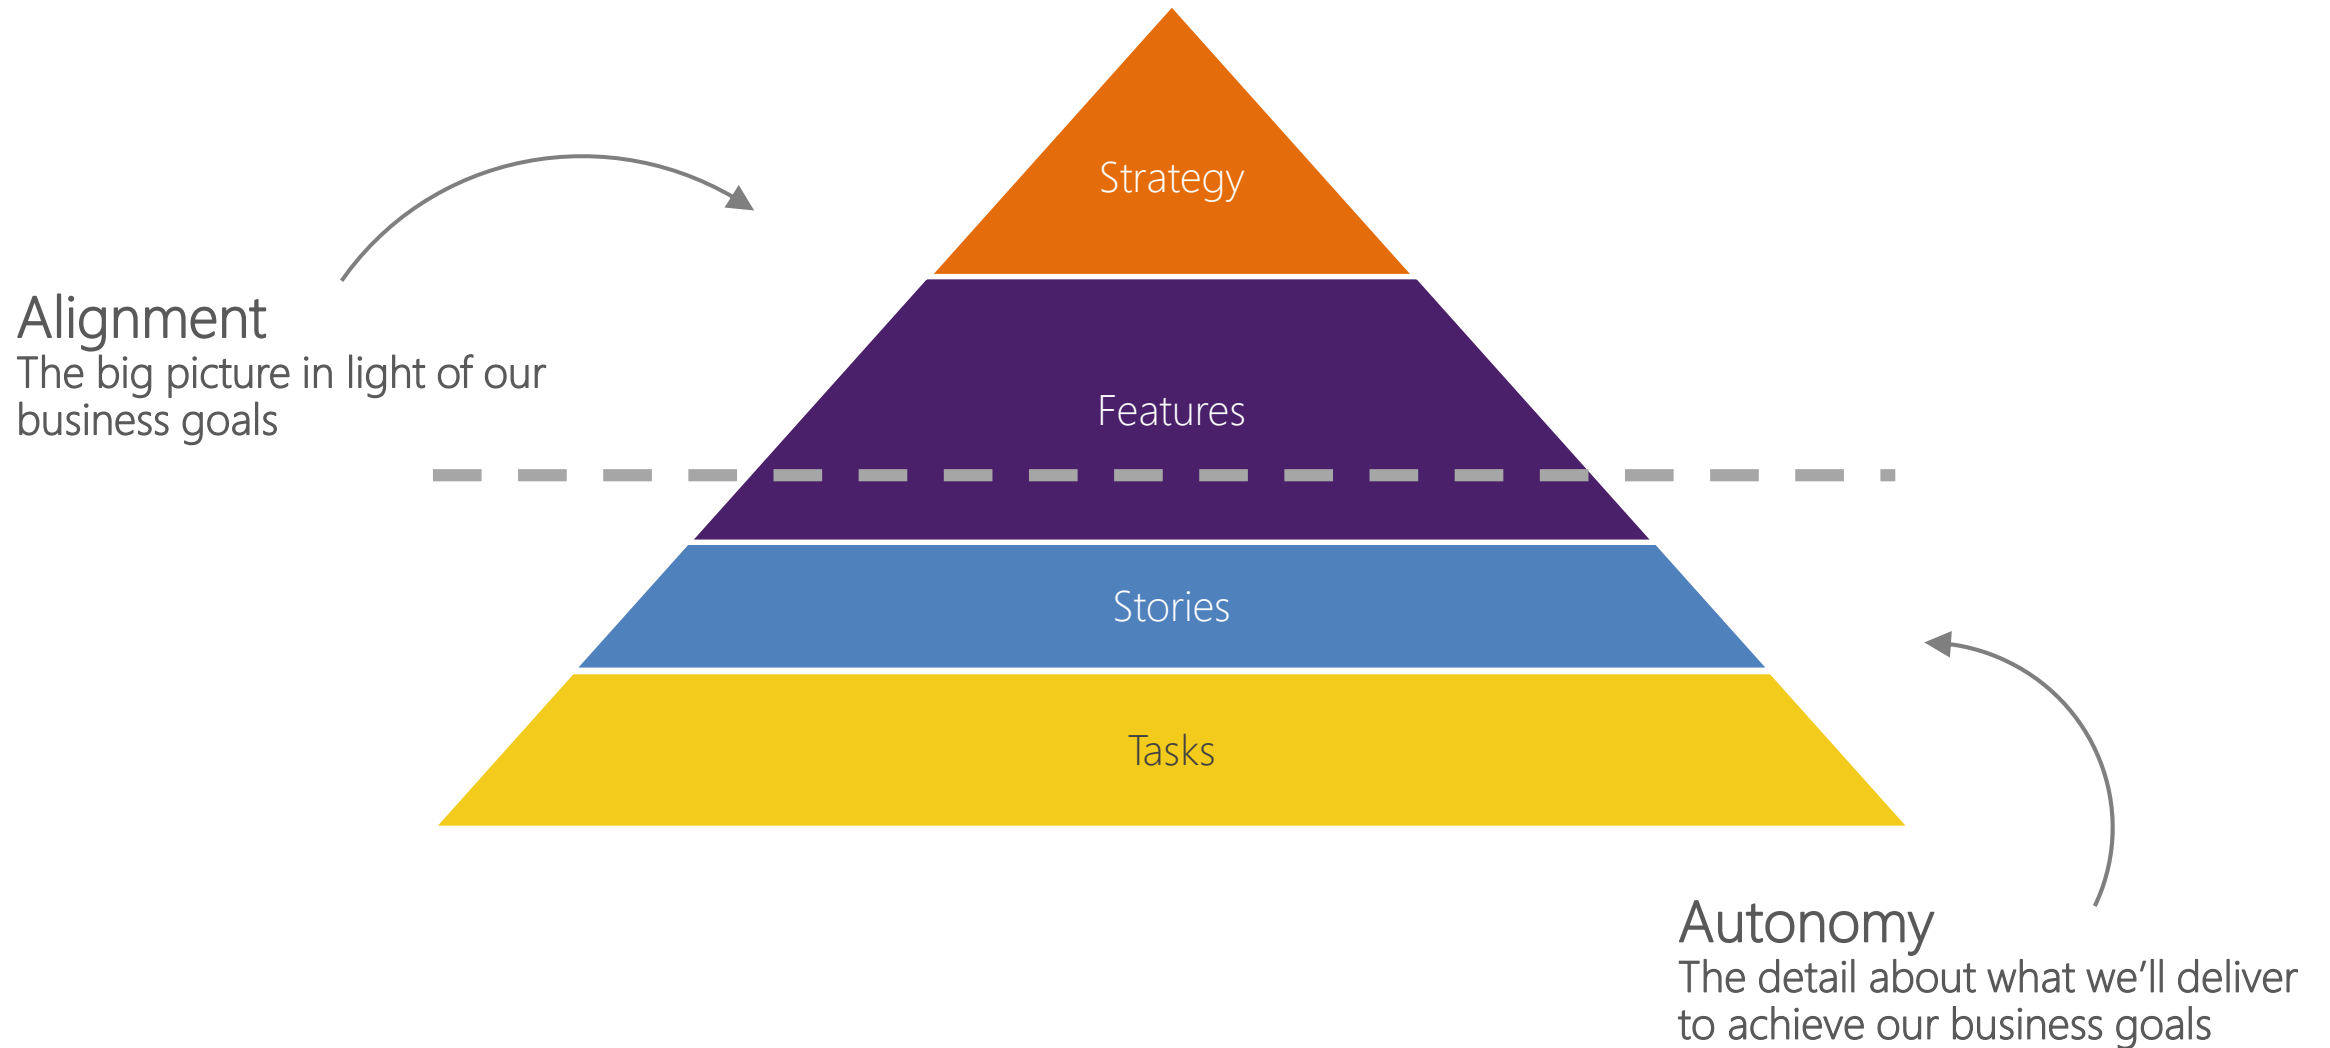 Strategy
Alignment
The big picture in light of our
business goals
Features
Stories
Tasks
Autonomy
The detail about what we’ll deliver
to achieve our business goals